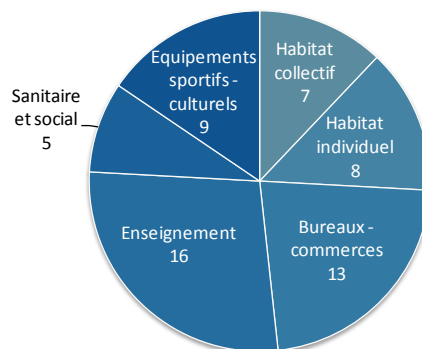 Equipements
sportifs -
culturels
9
Habitat
collectif
7
Sanitaire
et social
5
Habitat
individuel
8
Enseignement
16
Bureaux -
commerces
13